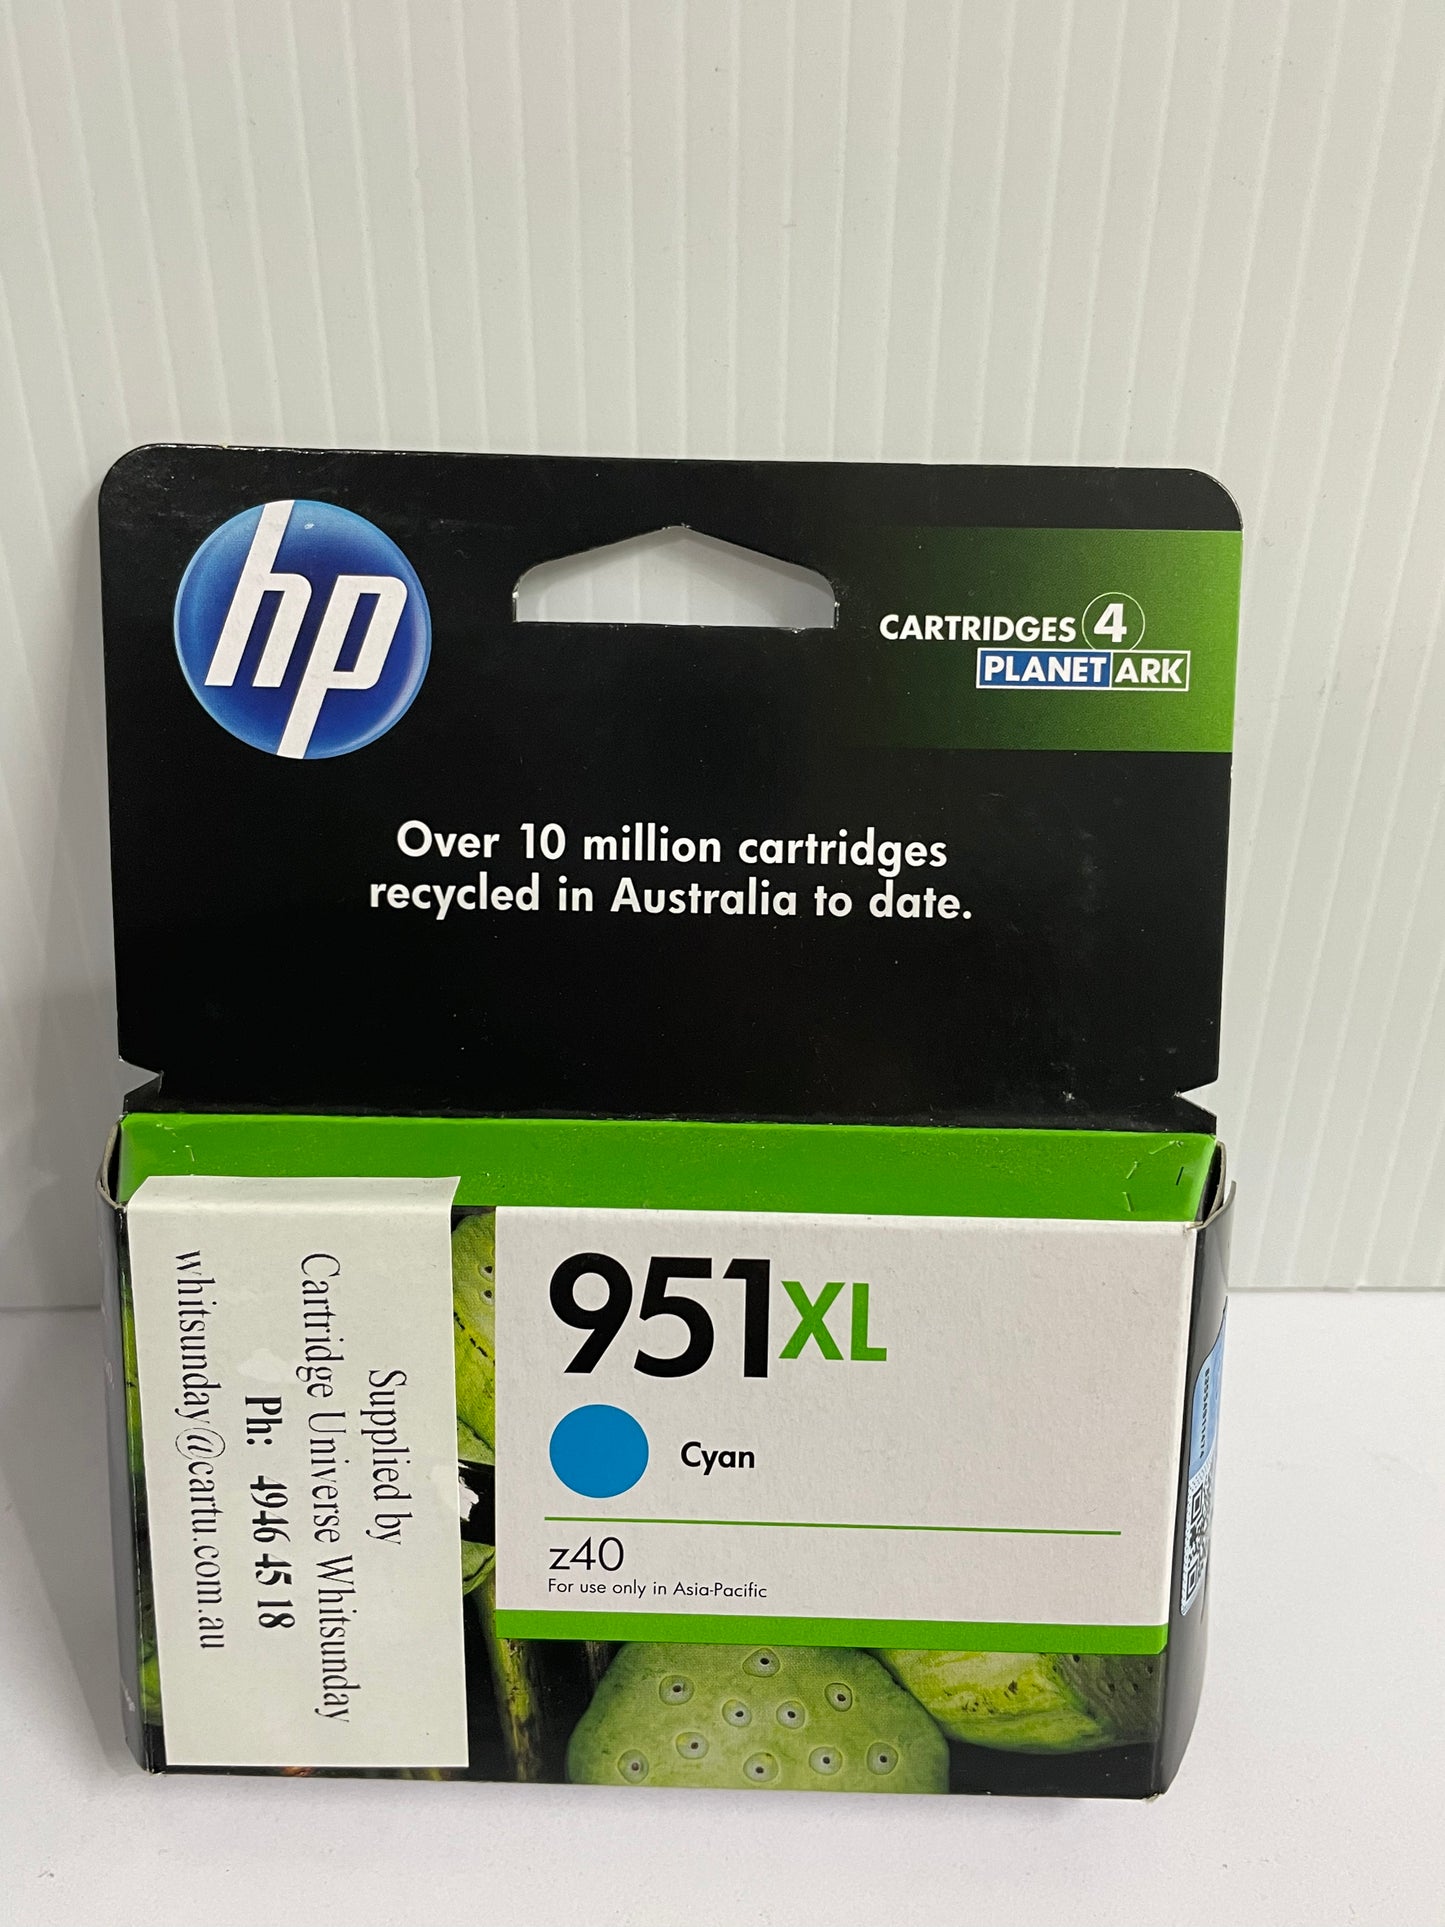 hp
CARTRIDGES 4
PLANET ARK
Over 10 million cartridges
recycled in Australia to date.
951XL
Cyan
z40
For use only in Asia-Pacific
Supplied by
Cartridge Universe Whitsunday
Ph: 4946 45 18
whitsunday@cartu.com.au